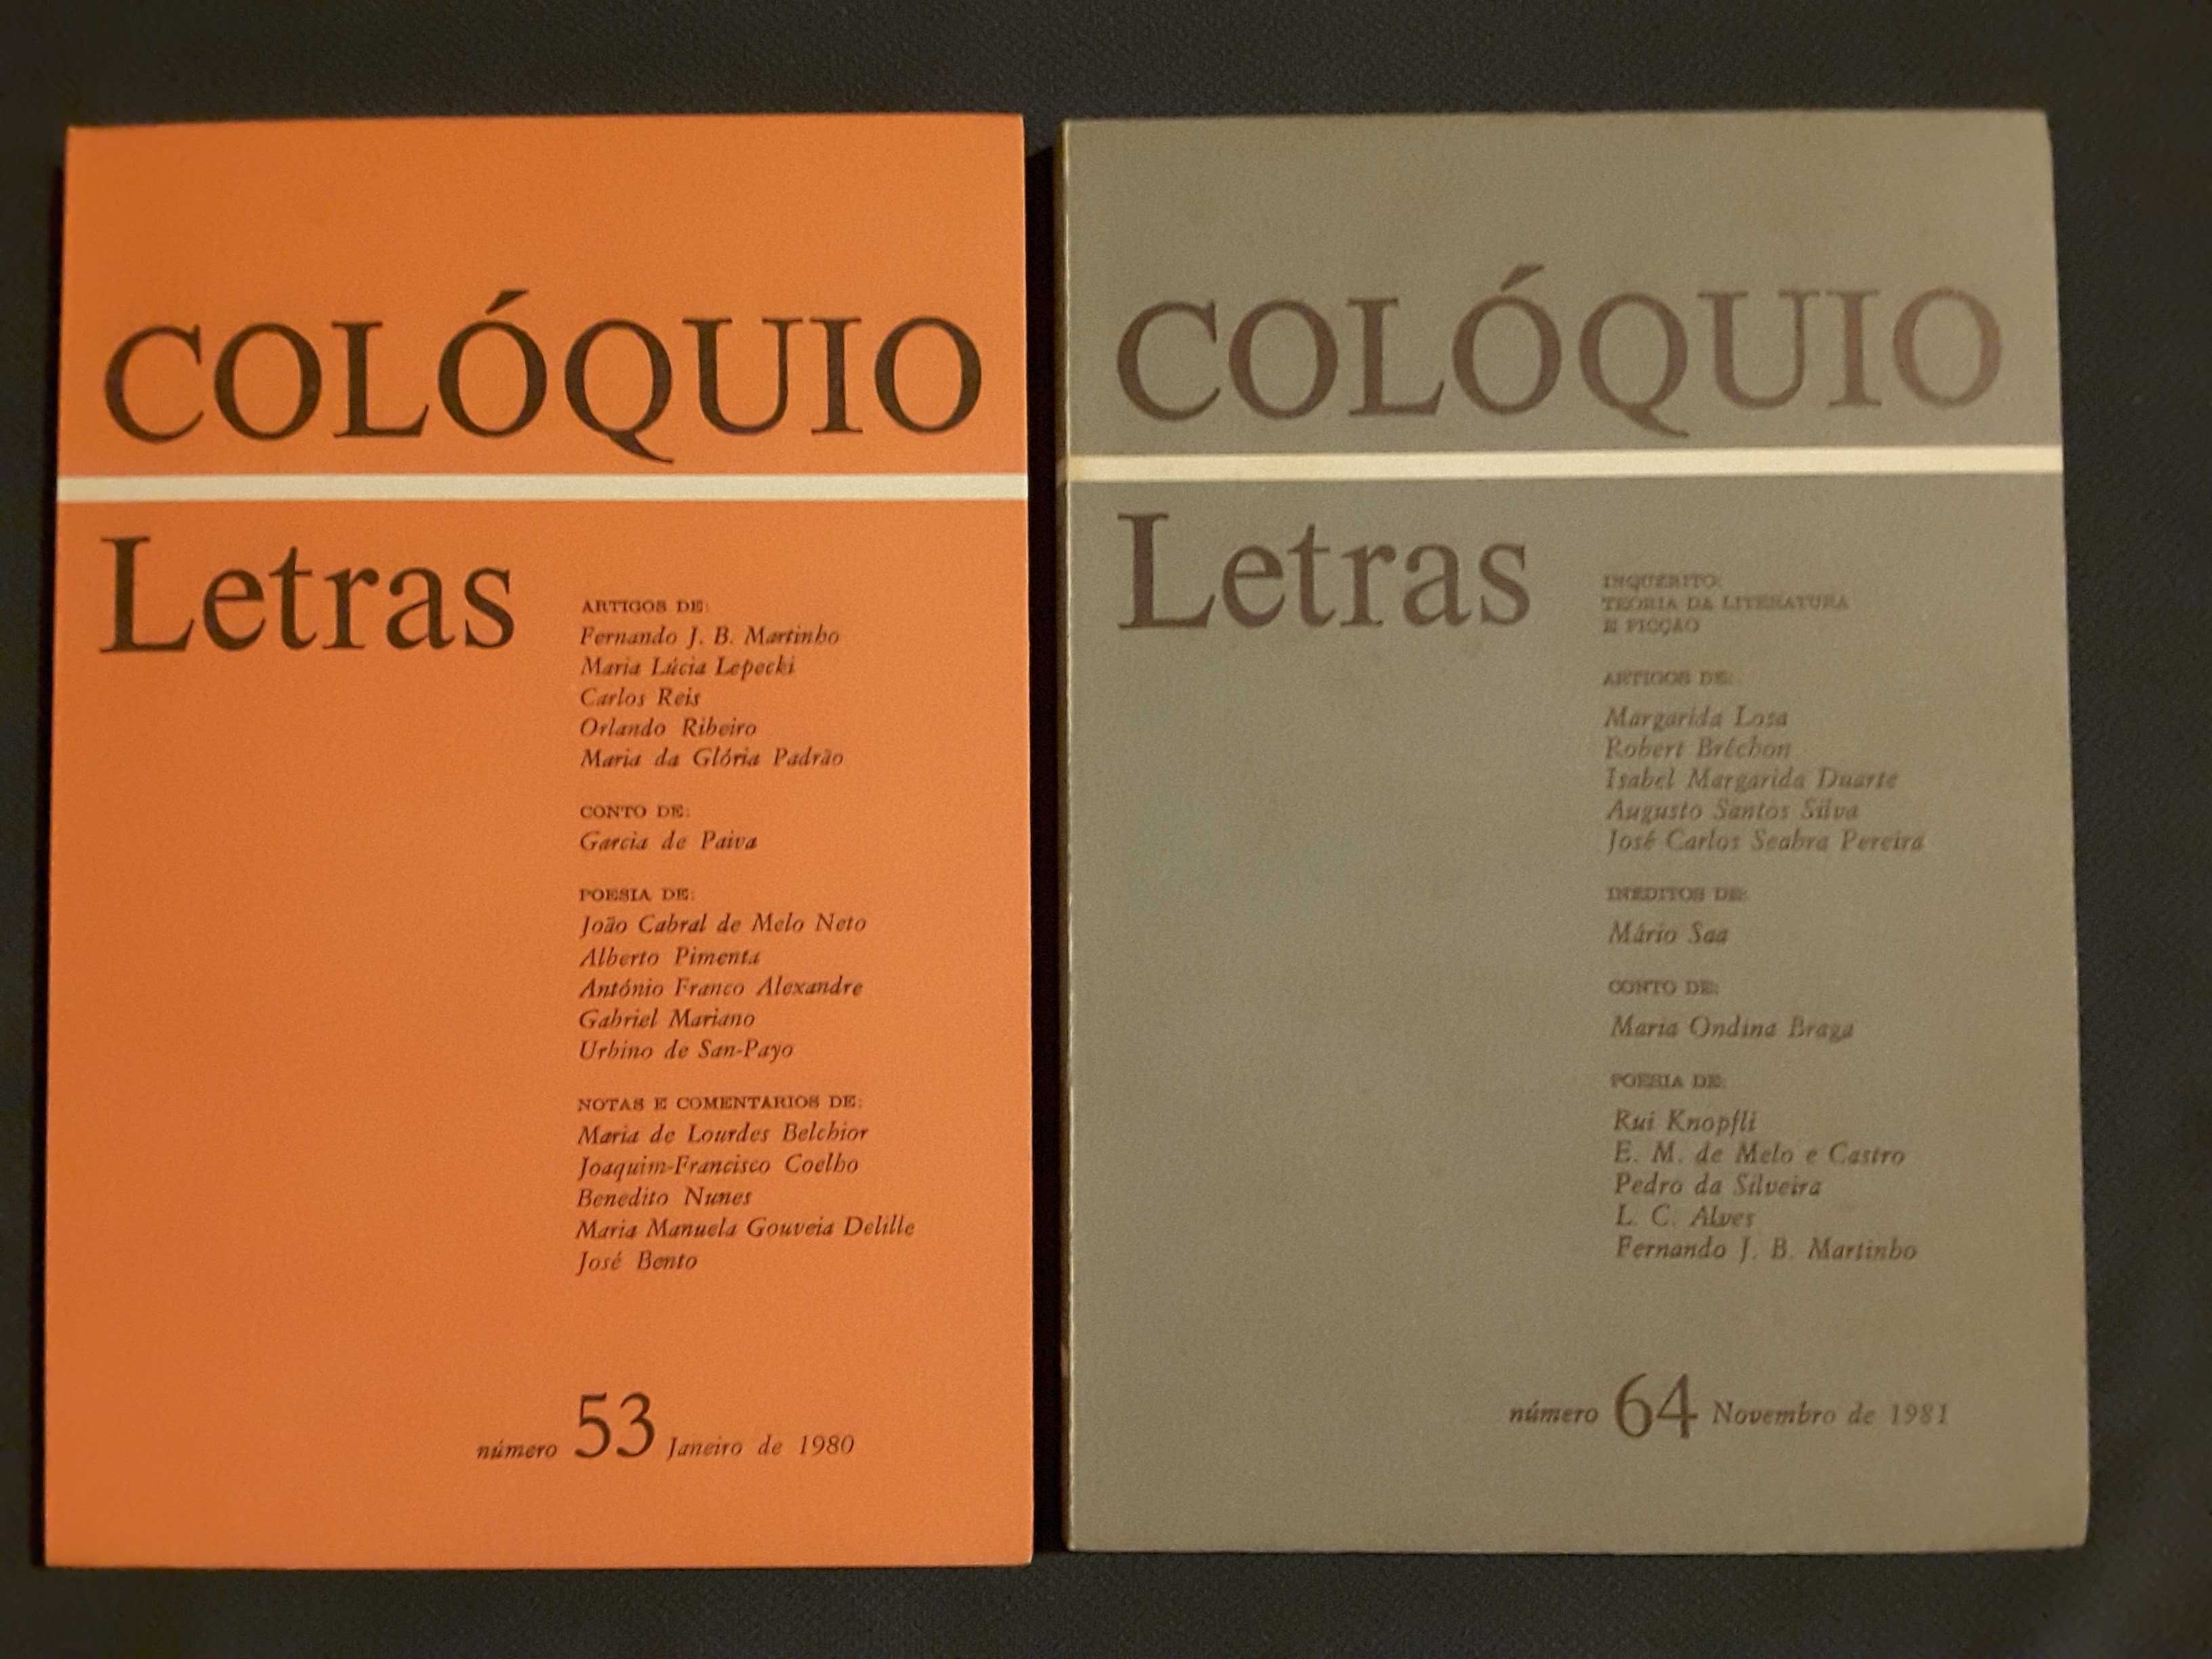 COLÓQUIO
Letras
ARTIGOS DE:
Fernando J. B. Martinho
Maria Lúcia Lepecki
Carlos Reis
Orlando Ribeiro
Maria da Glória Padrão
CONTO DE:
Garcia de Paiva
POESIA DE:
João Cabral de Melo Neto
Alberto Pimenta
António Franco Alexandre
Gabriel Mariano
Urbino de San-Payo
NOTAS E COMENTÁRIOS DE:
Maria de Lourdes Belchior
Joaquim-Francisco Coelho
Benedito Nunes
Maria Manuela Gouveia Delille
José Bento
número 53 Janeiro de 1980
COLÓQUIO
Letras
INQUÉRITO:
TEORIA DA LITERATURA
E FICÇÃO
ARTIGOS DE:
Margarida Losa
Robert Bréchon
Isabel Margarida Duarte
Augusto Santos Silva
José Carlos Seabra Pereira
INÉDITOS DE:
Mário Saa
CONTO DE:
Maria Ondina Braga
POESIA DE:
Rui Knopfli
E. M. de Melo e Castro
Pedro da Silveira
L. C. Alves
Fernando J. B. Martinho
número 64 Novembro de 1981